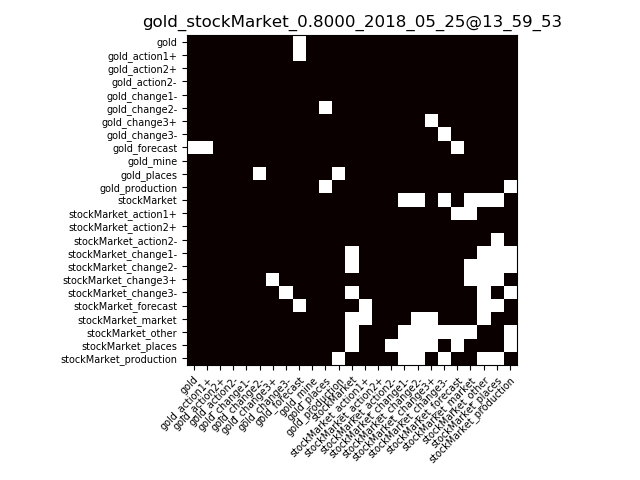 gold_stockMarket_0.8000_2018_05_25@13_59_53
gold
gold_action1+
gold_action2+
gold_action2-
gold_change1-
gold_change2-
gold_change3+
gold_change3-
gold_forecast
gold_mine
gold_places
gold_production
stockMarket
stockMarket_action1+
stockMarket_action2+
stockMarket_action2-
stockMarket_change1-
stockMarket_change2-
stockMarket_change3+
stockMarket_change3-
stockMarket_forecast
stockMarket_market
stockMarket_other
stockMarket_places
stockMarket_production
gold
gold_action1+
gold_action2+
gold_action2-
gold_change1-
gold_change2-
gold_change3+
gold_change3-
gold_forecast
gold_mine
gold_places
gold_production
stockMarket
stockMarket_action1+
stockMarket_action2+
stockMarket_action2-
stockMarket_change1-
stockMarket_change2-
stockMarket_change3+
stockMarket_change3-
stockMarket_forecast
stockMarket_market
stockMarket_other
stockMarket_places
stockMarket_production